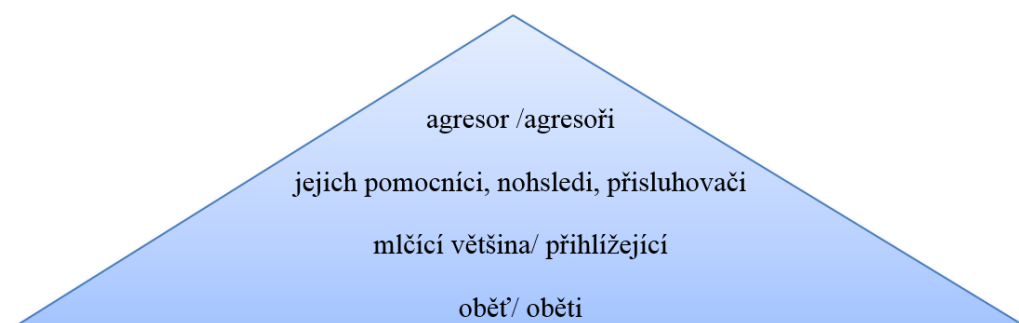 agresor /agresoři
jejich pomocníci, nohsledi, přisluhovači
mlčící většina/ přihlížející
oběť/ oběti